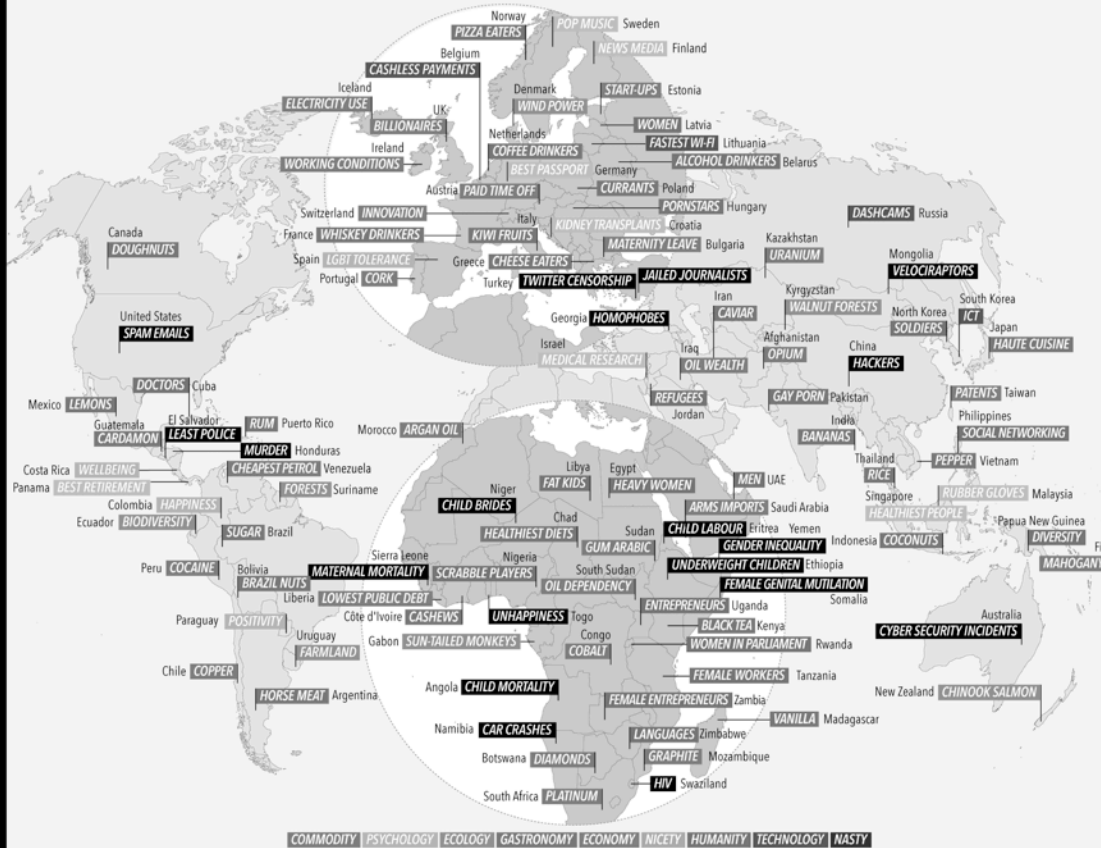 Norway
PIZZA EATERS
POP MUSIC Sweden
NEWS MEDIA Finland
Belgium
CASHLESS PAYMENTS
Iceland
ELECTRICITY USE
Denmark
WIND POWER
START-UPS Estonia
UK
BILLIONAIRES
WOMEN Latvia
Netherlands
COFFEE DRINKERS
FASTEST WI-FI Lithuania
Ireland
WORKING CONDITIONS
ALCOHOL DRINKERS Belarus
BEST PASSPORT Germany
Austria PAID TIME OFF
CURRANTS Poland
PORNSTARS Hungary
Switzerland INNOVATION
Italy
KIWI FRUITS
KIDNEY TRANSPLANTS Croatia
France WHISKEY DRINKERS
MATERNITY LEAVE Bulgaria
Spain LGBT TOLERANCE
Greece CHEESE EATERS
Portugal CORK
Turkey TWITTER CENSORSHIP JAILED JOURNALISTS
Canada
DOUGHNUTS
DASHCAMS Russia
Kazakhstan
URANIUM
Mongolia
VELOCIRAPTORS
Kyrgyzstan
WALNUT FORESTS
South Korea
ICT
Iran
CAVIAR
North Korea
SOLDIERS
Japan
HAUTE CUISINE
United States
SPAM EMAILS
Georgia HOMOPHOBES
Afghanistan
OPIUM
China
HACKERS
Israel
MEDICAL RESEARCH
Iraq
OIL WEALTH
DOCTORS Cuba
REFUGEES
Jordan
GAY PORN Pakistan
PATENTS Taiwan
Mexico LEMONS
El Salvador
LEAST POLICE
RUM Puerto Rico
Guatemala
CARDAMON
MURDER Honduras
Morocco ARGAN OIL
India
BANANAS
Philippines
SOCIAL NETWORKING
Thailand
RICE
PEPPER Vietnam
Costa Rica WELLBEING
CHEAPEST PETROL Venezuela
Panama BEST RETIREMENT
FORESTS Suriname
Libya
FAT KIDS
Egypt
HEAVY WOMEN
MEN UAE
Colombia HAPPINESS
Ecuador BIODIVERSITY
Niger
CHILD BRIDES
ARMS IMPORTS Saudi Arabia
Singapore
HEALTHIEST PEOPLE
RUBBER GLOVES Malaysia
SUGAR Brazil
Chad
HEALTHIEST DIETS
Sudan
GUM ARABIC
CHILD LABOUR Eritrea
Yemen
GENDER INEQUALITY
Indonesia COCONUTS
Papua New Guinea
DIVERSITY
MAHOGANY
Peru COCAINE
Bolivia
BRAZIL NUTS
Sierra Leone
MATERNAL MORTALITY
Nigeria
SCRABBLE PLAYERS
South Sudan
OIL DEPENDENCY
UNDERWEIGHT CHILDREN Ethiopia
FEMALE GENITAL MUTILATION
Somalia
Liberia LOWEST PUBLIC DEBT
Côte d'Ivoire CASHEWS
UNHAPPINESS Togo
ENTREPRENEURS Uganda
BLACK TEA Kenya
Paraguay POSITIVITY
Gabon SUN-TAILED MONKEYS
Congo
COBALT
WOMEN IN PARLIAMENT Rwanda
Australia
CYBER SECURITY INCIDENTS
Uruguay
FARMLAND
Chile COPPER
FEMALE WORKERS Tanzania
Angola CHILD MORTALITY
HORSE MEAT Argentina
FEMALE ENTREPRENEURS Zambia
New Zealand CHINOOK SALMON
VANILLA Madagascar
Namibia CAR CRASHES
LANGUAGES Zimbabwe
Botswana DIAMONDS
GRAPHITE Mozambique
HIV Swaziland
South Africa PLATINUM
COMMODITY PSYCHOLOGY ECOLOGY GASTRONOMY ECONOMY NICETY HUMANITY TECHNOLOGY NASTY